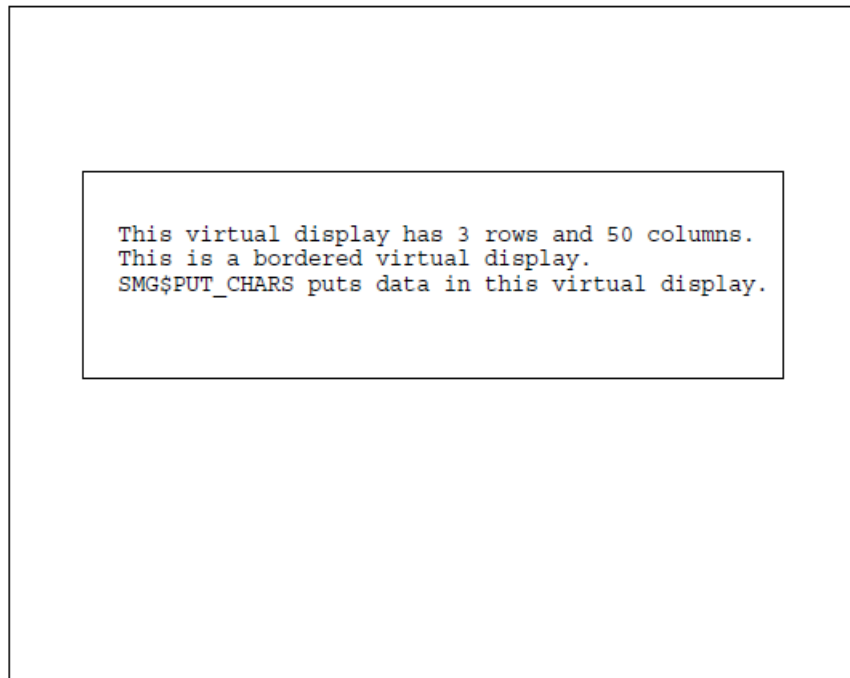 This virtual display has 3 rows and 50 columns.
This is a bordered virtual display.
SMG$PUT_CHARS puts data in this virtual display.